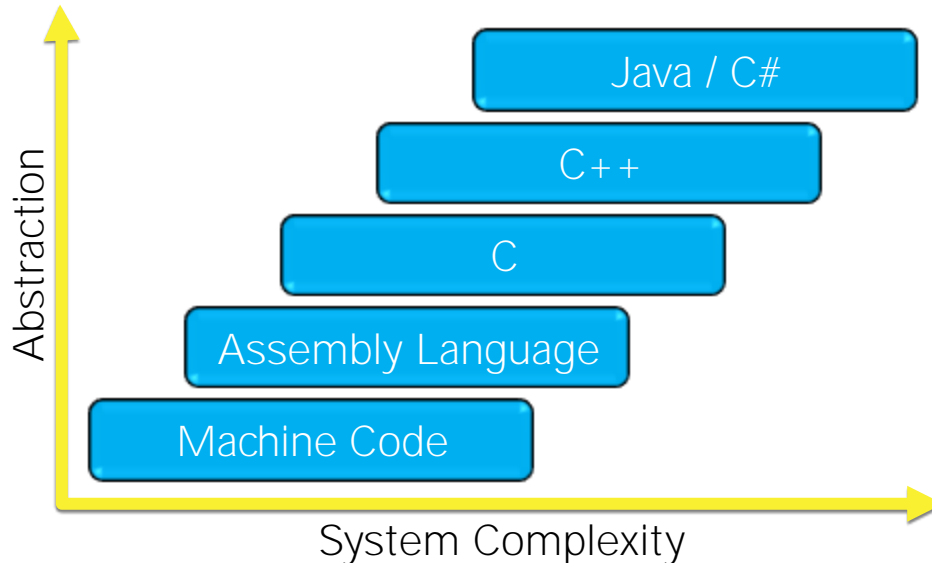 Java / C#
C++
C
Assembly Language
Machine Code
Abstraction
System Complexity